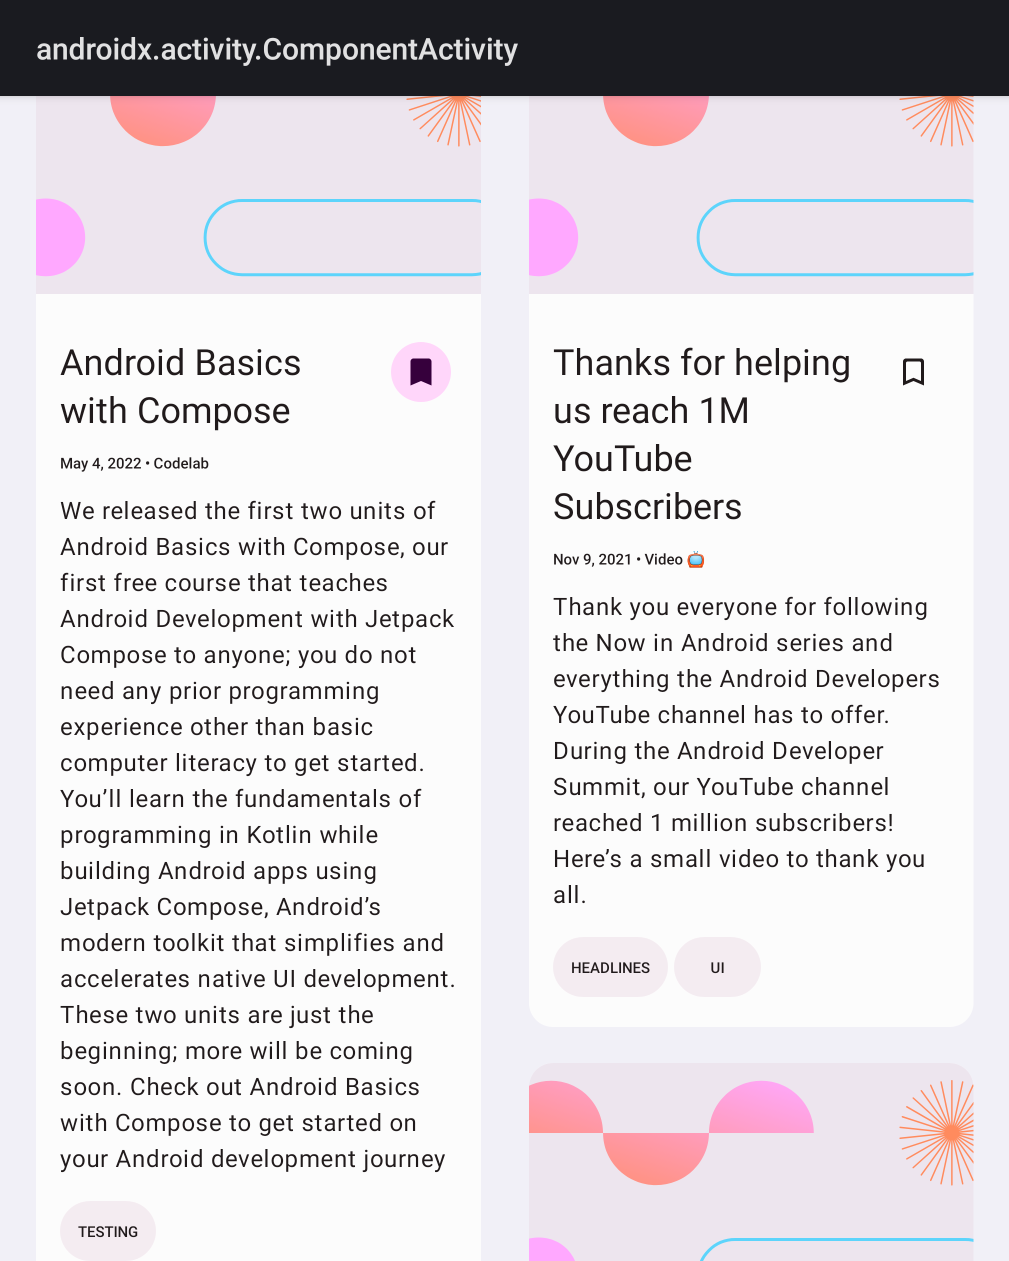 androidx.activity.ComponentActivity
Android Basics
with Compose
May 4, 2022 • Codelab
We released the first two units of
Android Basics with Compose, our
first free course that teaches
Android Development with Jetpack
Compose to anyone; you do not
need any prior programming
experience other than basic
computer literacy to get started.
You’ll learn the fundamentals of
programming in Kotlin while
building Android apps using
Jetpack Compose, Android’s
modern toolkit that simplifies and
accelerates native UI development.
These two units are just the
beginning; more will be coming
soon. Check out Android Basics
with Compose to get started on
your Android development journey
TESTING
Thanks for helping
us reach 1M
YouTube
Subscribers
Nov 9, 2021 • Video 📺
Thank you everyone for following
the Now in Android series and
everything the Android Developers
YouTube channel has to offer.
During the Android Developer
Summit, our YouTube channel
reached 1 million subscribers!
Here’s a small video to thank you
all.
HEADLINES
UI